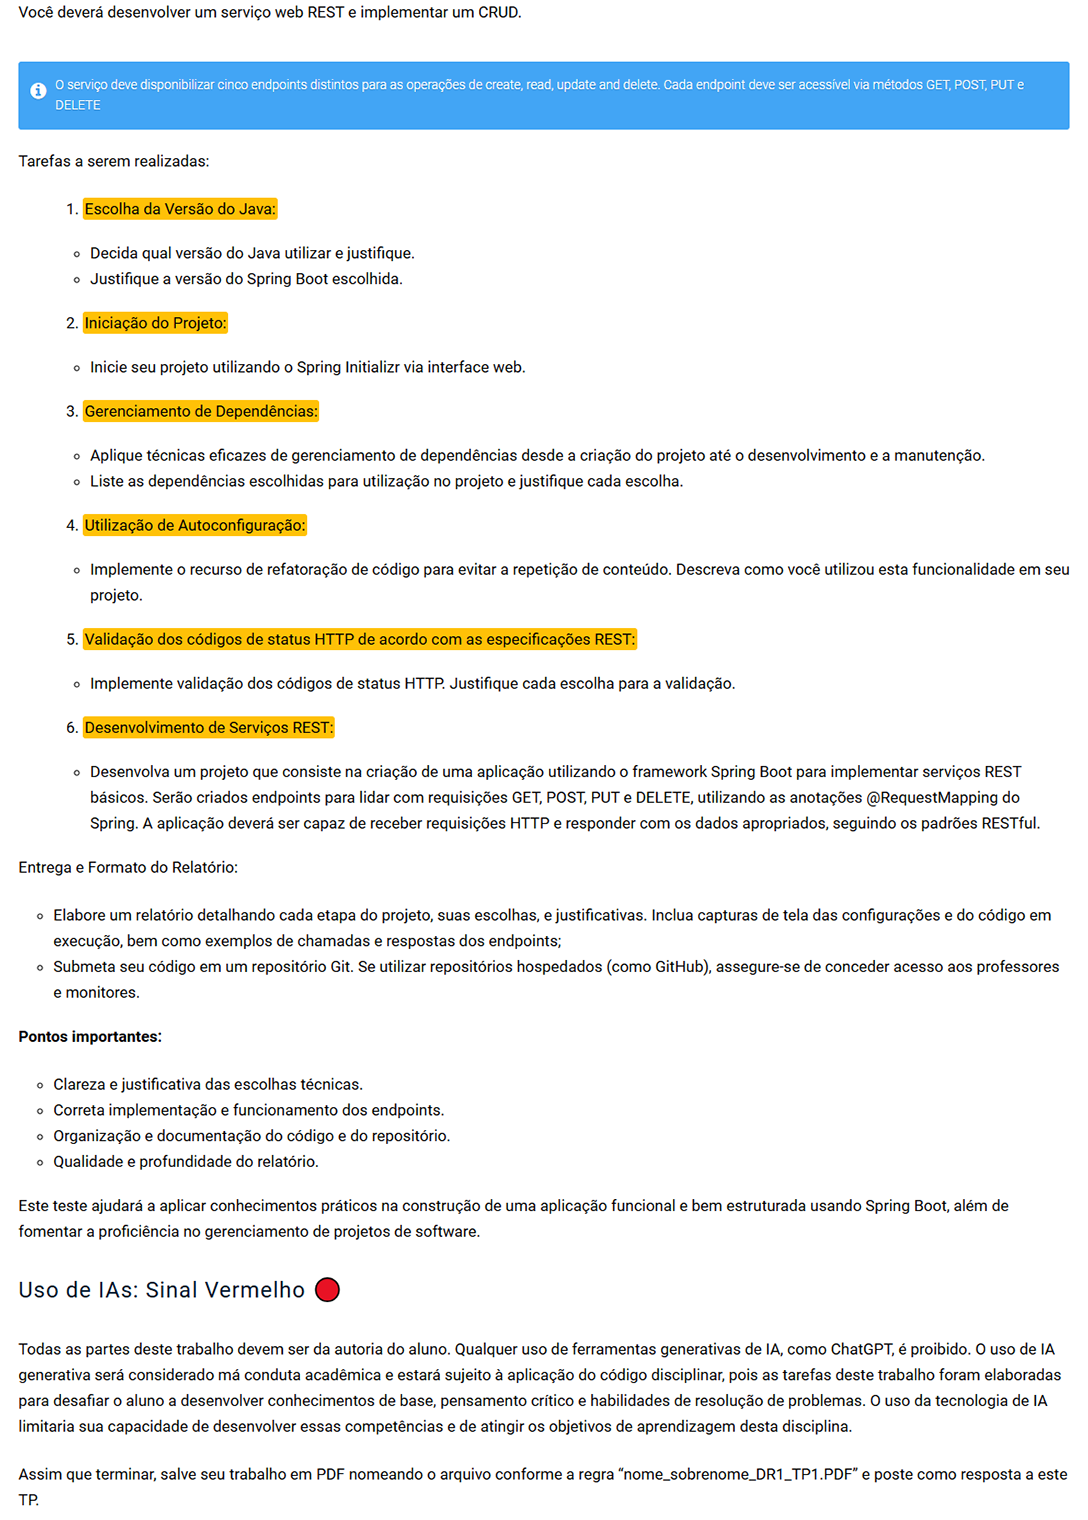 Você deverá desenvolver um serviço web REST e implementar um CRUD.
O serviço deve disponibilizar cinco endpoints distintos para as operações de create, read, update and delete. Cada endpoint deve ser acessível via métodos GET, POST, PUT e
DELETE
Tarefas a serem realizadas:
1. Escolha da Versão do Java:
Decida qual versão do Java utilizar e justifique.
Justifique a versão do Spring Boot escolhida.
2. Iniciação do Projeto:
Inicie seu projeto utilizando o Spring Initializr via interface web.
3. Gerenciamento de Dependências:
Aplique técnicas eficazes de gerenciamento de dependências desde a criação do projeto até o desenvolvimento e a manutenção.
Liste as dependências escolhidas para utilização no projeto e justifique cada escolha.
4. Utilização de Autoconfiguração:
Implemente o recurso de refatoração de código para evitar a repetição de conteúdo. Descreva como você utilizou esta funcionalidade em seu
projeto.
5. Validação dos códigos de status HTTP de acordo com as especificações REST:
Implemente validação dos códigos de status HTTP. Justifique cada escolha para a validação.
6. Desenvolvimento de Serviços REST:
Desenvolva um projeto que consiste na criação de uma aplicação utilizando o framework Spring Boot para implementar serviços REST
básicos. Serão criados endpoints para lidar com requisições GET, POST, PUT e DELETE, utilizando as anotações @RequestMapping do
Spring. A aplicação deverá ser capaz de receber requisições HTTP e responder com os dados apropriados, seguindo os padrões RESTful.
Entrega e Formato do Relatório:
Elabore um relatório detalhando cada etapa do projeto, suas escolhas, e justificativas. Inclua capturas de tela das configurações e do código em
execução, bem como exemplos de chamadas e respostas dos endpoints;
Submeta seu código em um repositório Git. Se utilizar repositórios hospedados (como GitHub), assegure-se de conceder acesso aos professores
e monitores.
Pontos importantes:
Clareza e justificativa das escolhas técnicas.
Correta implementação e funcionamento dos endpoints.
Organização e documentação do código e do repositório.
Qualidade e profundidade do relatório.
Este teste ajudará a aplicar conhecimentos práticos na construção de uma aplicação funcional e bem estruturada usando Spring Boot, além de
fomentar a proficiência no gerenciamento de projetos de software.
Uso de IAs: Sinal Vermelho
Todas as partes deste trabalho devem ser da autoria do aluno. Qualquer uso de ferramentas generativas de IA, como ChatGPT, é proibido. O uso de IA
generativa será considerado má conduta acadêmica e estará sujeito à aplicação do código disciplinar, pois as tarefas deste trabalho foram elaboradas
para desafiar o aluno a desenvolver conhecimentos de base, pensamento crítico e habilidades de resolução de problemas. O uso da tecnologia de IA
limitaria sua capacidade de desenvolver essas competências e de atingir os objetivos de aprendizagem desta disciplina.
Assim que terminar, salve seu trabalho em PDF nomeando o arquivo conforme a regra “nome_sobrenome_DR1_TP1.PDF” e poste como resposta a este
TP.